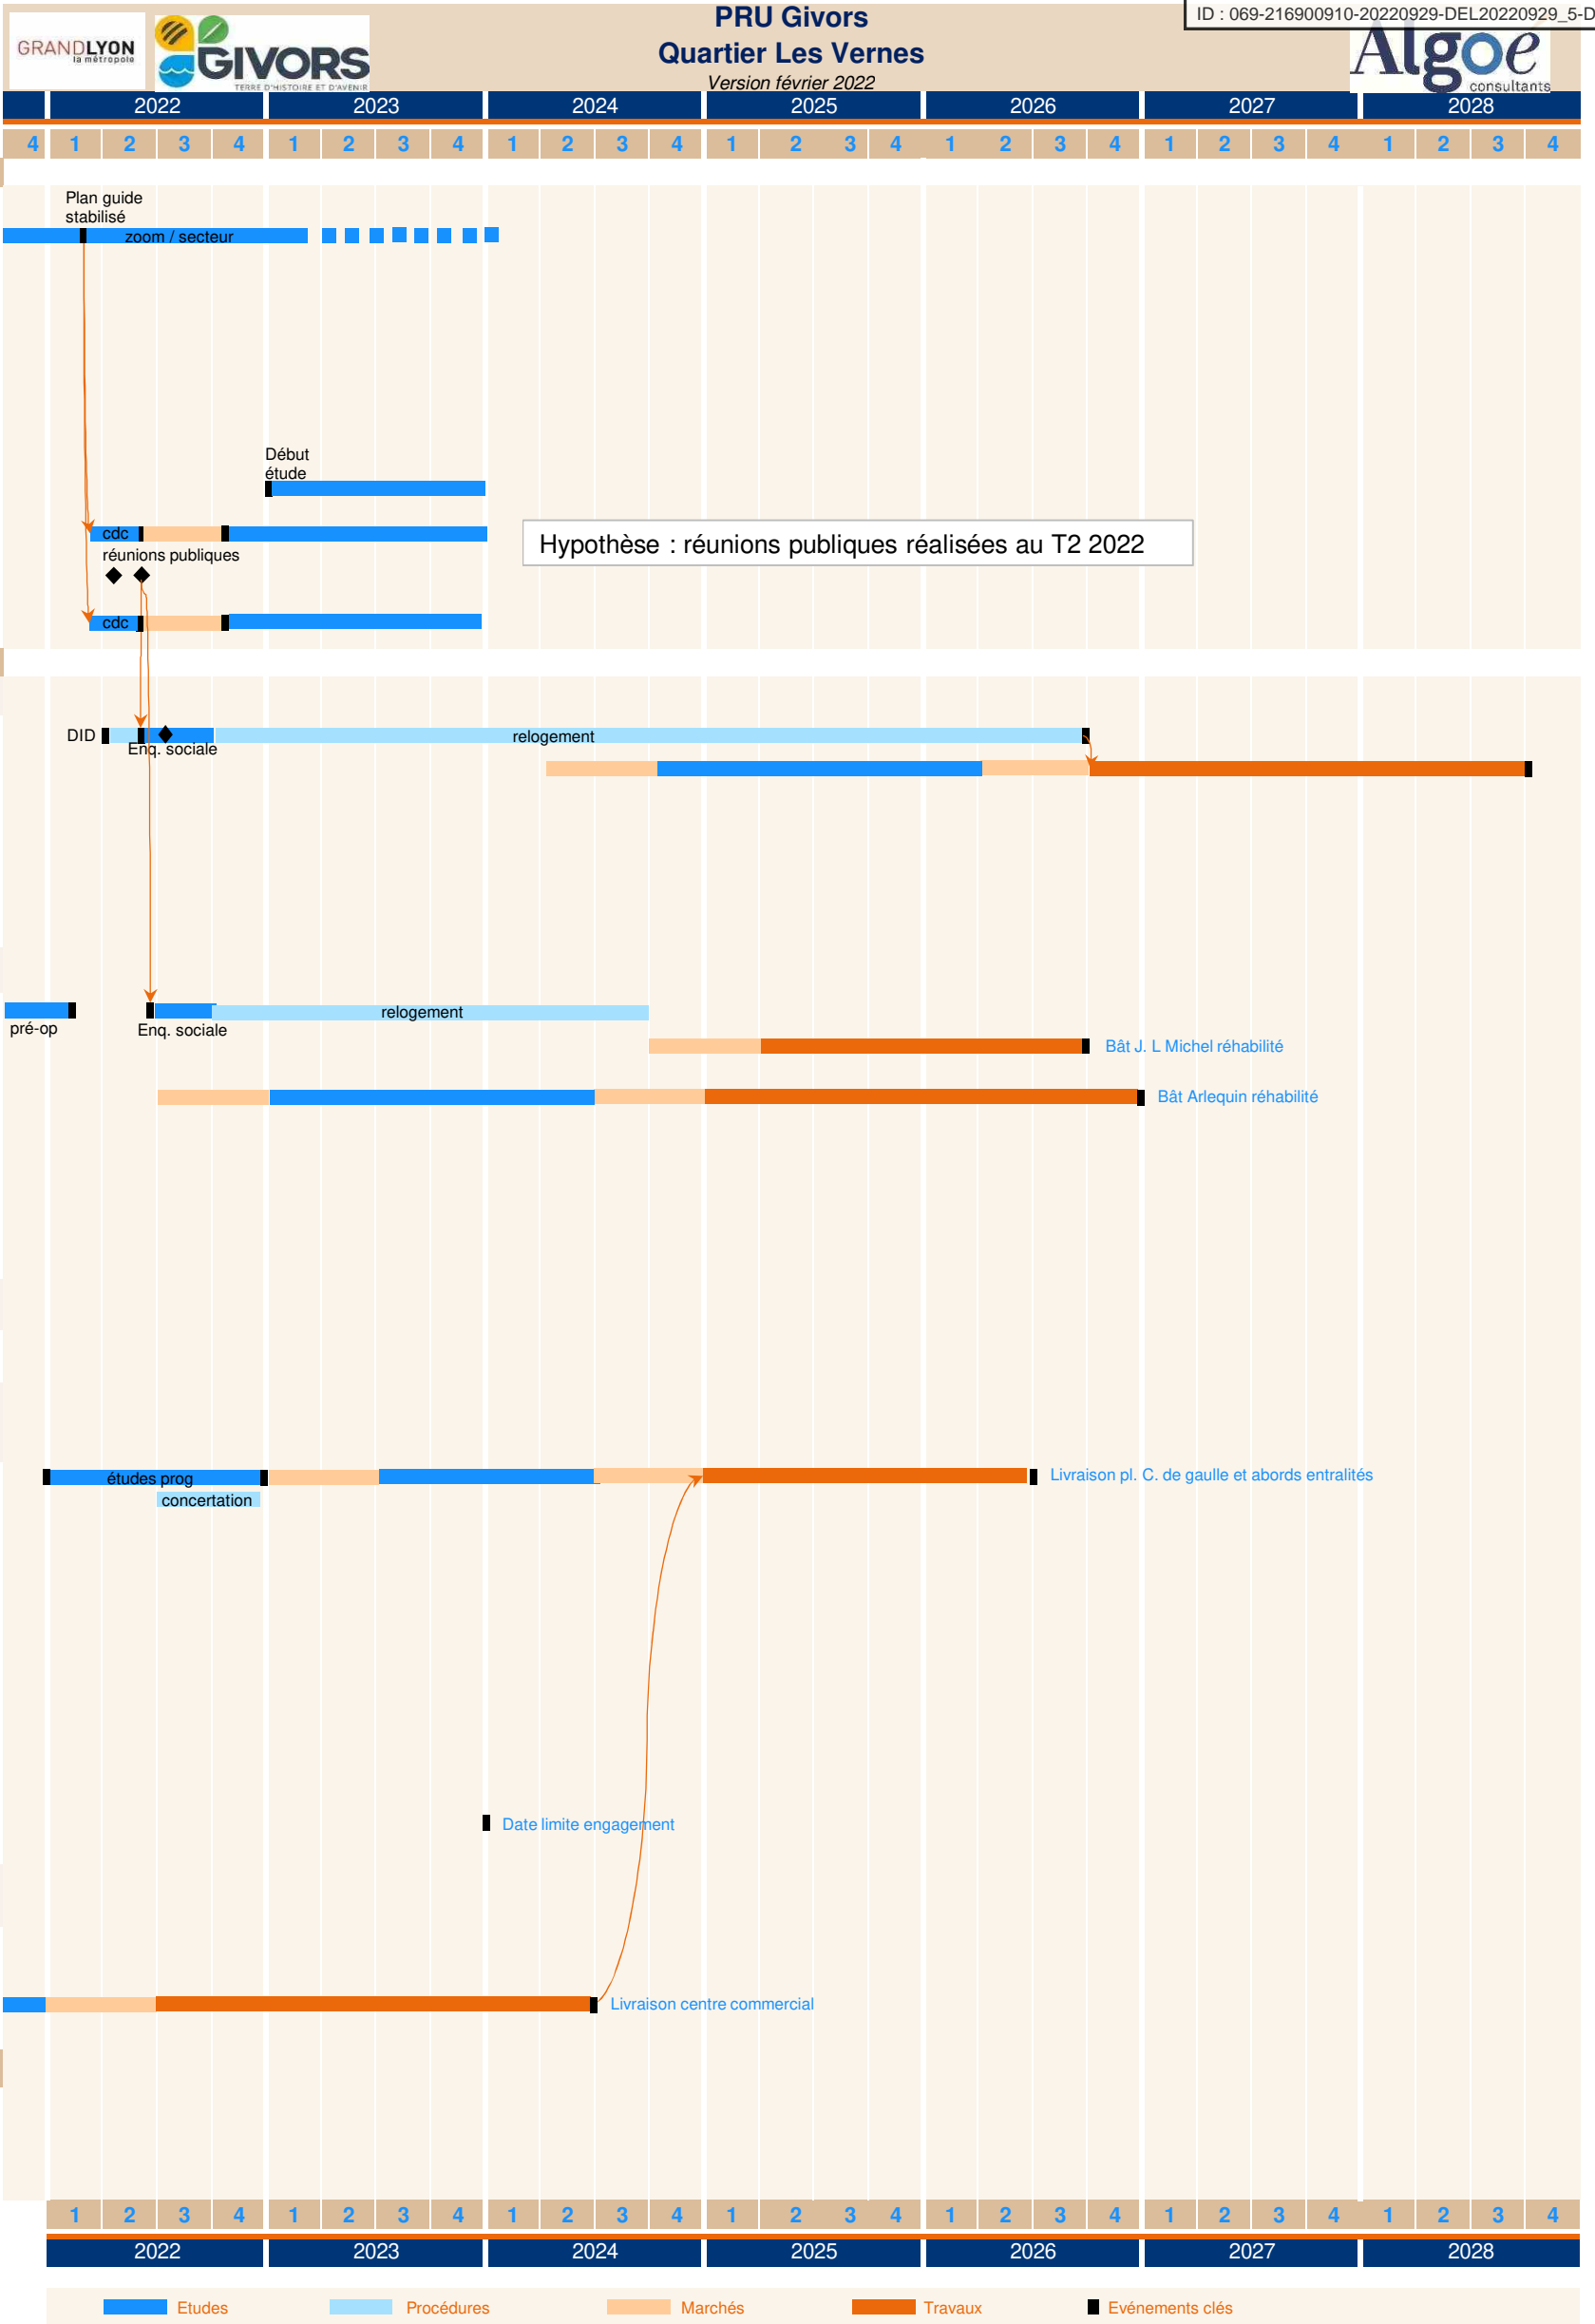 ID : 069-216900910-20220929-DEL20220929_5-D
GRANDLYON
la métropole
GIVORS
TERRE D'HISTOIRE ET D'AVENIR
PRU Givors
Quartier Les Vernes
Version février 2022
Algoe
consultants
2022 2023 2024 2025 2026 2027 2028
4 1 2 3 4 1 2 3 4 1 2 3 4 1 2 3 4 1 2 3 4 1 2 3 4 1 2 3 4
Plan guide
stabilisé
zoom / secteur
Début
étude
cdc
Hypothèse : réunions publiques réalisées au T2 2022
réunions publiques
cdc
DID
relogement
Enq. sociale
relogement
pré-op
Enq. sociale
Bât J. L Michel réhabilité
Bât Arlequin réhabilité
études prog
Livraison pl. C. de gaulle et abords entralités
concertation
Date limite engagement
Livraison centre commercial
1 2 3 4 1 2 3 4 1 2 3 4 1 2 3 4 1 2 3 4 1 2 3 4 1 2 3 4
2022 2023 2024 2025 2026 2027 2028
Etudes Procédures Marchés Travaux Evénements clés